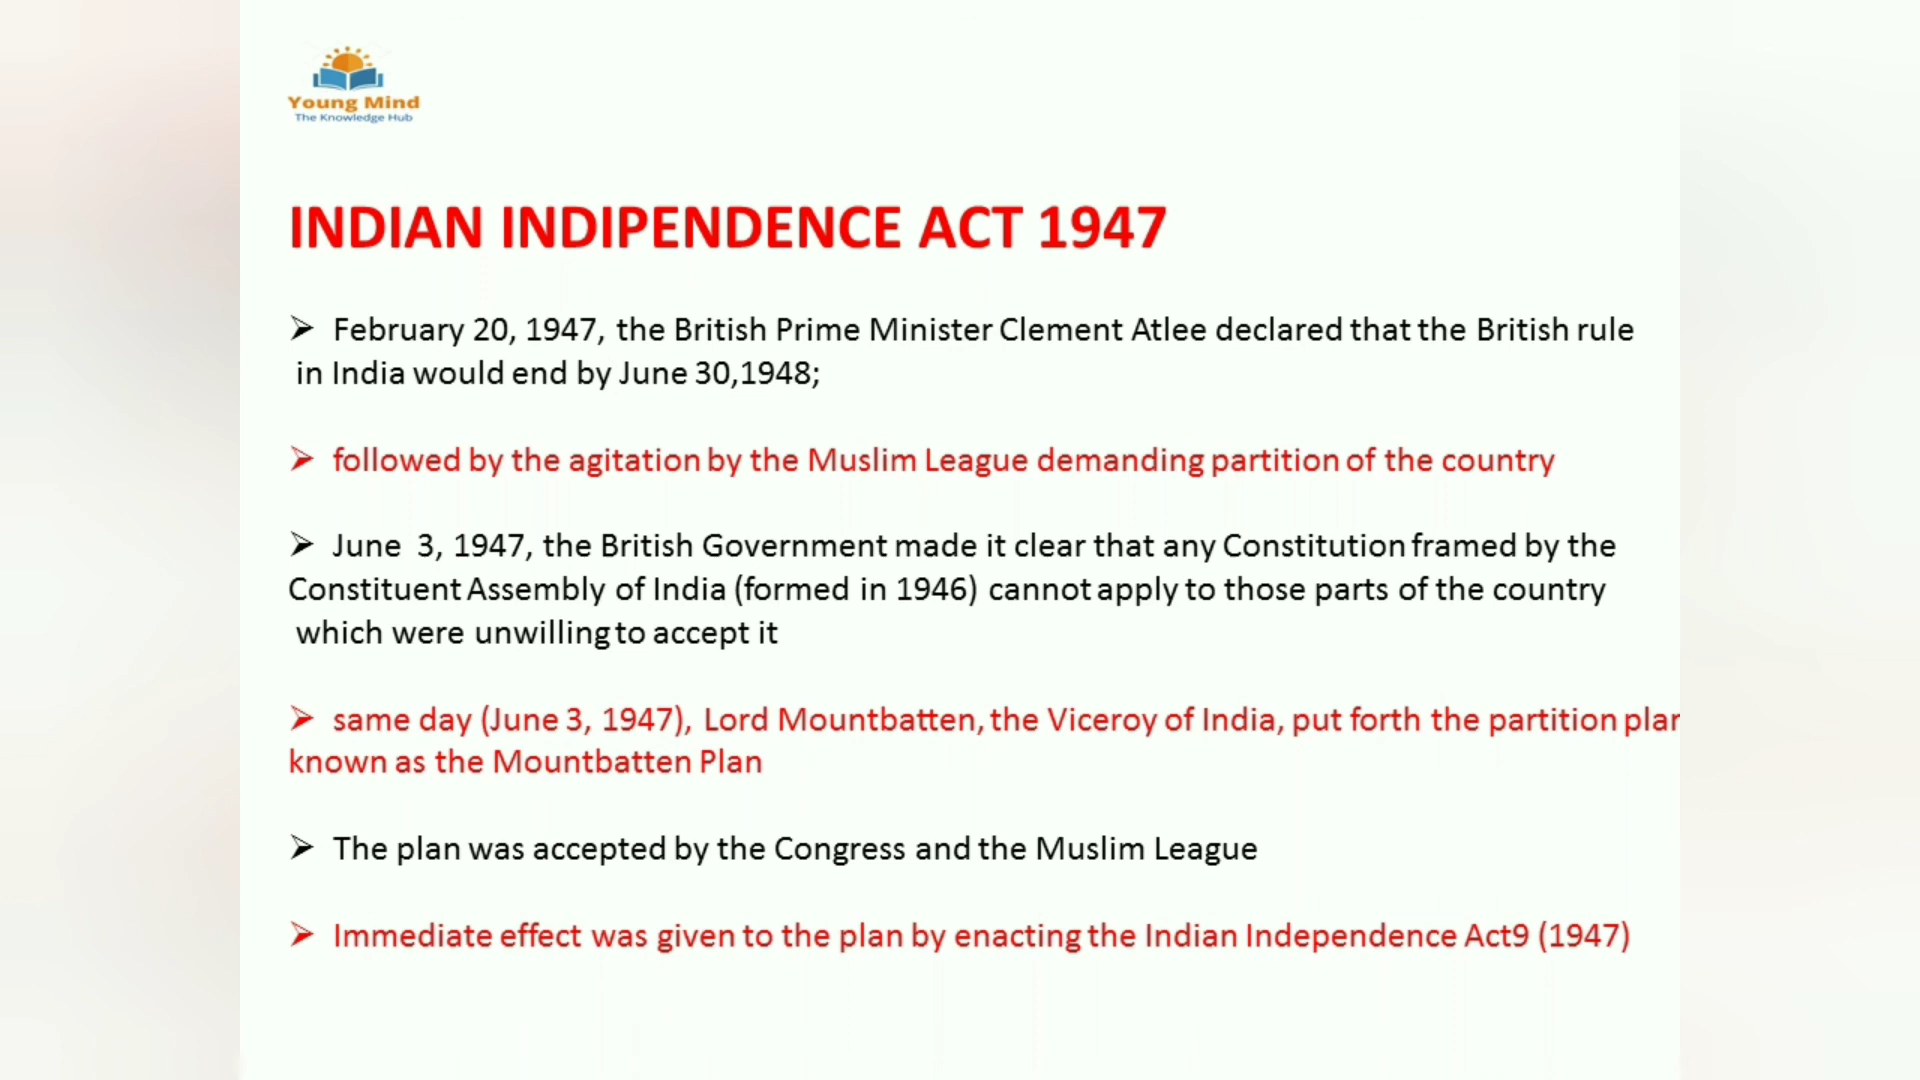 Young Mind
The Knowledge Hub
INDIAN INDIPENDENCE ACT 1947
➢ February 20, 1947, the British Prime Minister Clement Atlee declared that the British rule
in India would end by June 30,1948;
➢ followed by the agitation by the Muslim League demanding partition of the country
➢ June 3, 1947, the British Government made it clear that any Constitution framed by the
Constituent Assembly of India (formed in 1946) cannot apply to those parts of the country
which were unwilling to accept it
➢ same day (June 3, 1947), Lord Mountbatten, the Viceroy of India, put forth the partition plan
known as the Mountbatten Plan
➢ The plan was accepted by the Congress and the Muslim League
➢ Immediate effect was given to the plan by enacting the Indian Independence Act9 (1947)